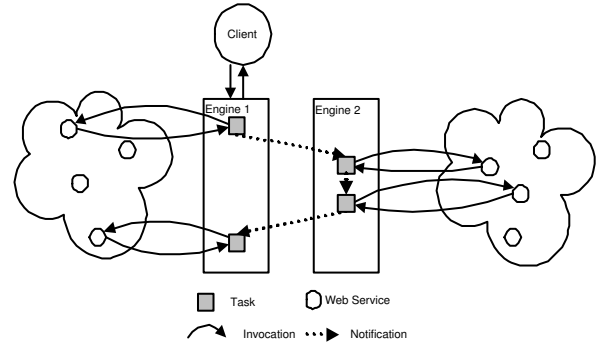 Client
Engine 1
Engine 2
Task
Web Service
Invocation
Notification